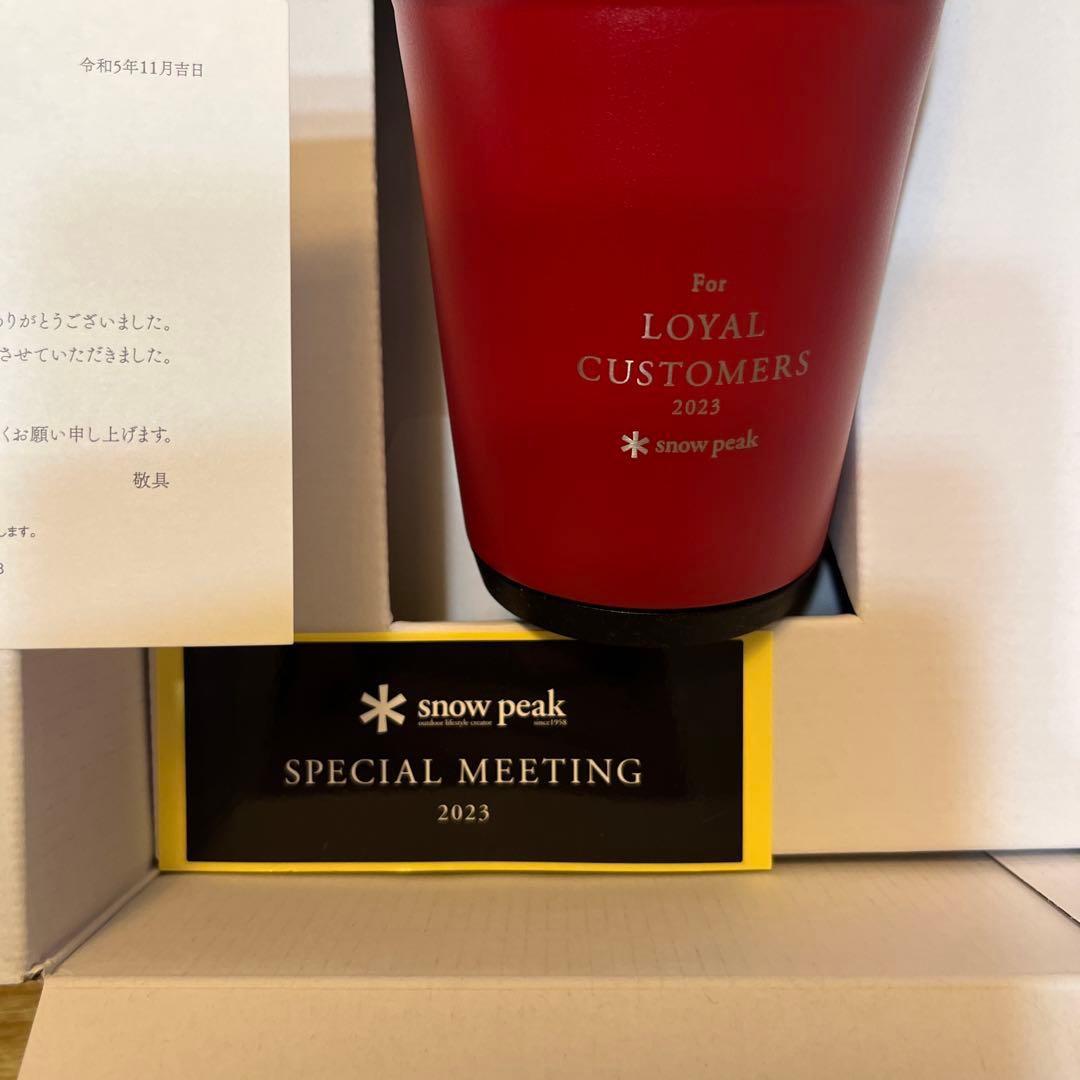 令和5年11月吉日
りがとうございました。
させていただきました。
くお願い申し上げます。
敬具
します。
For
LOYAL
CUSTOMERS
2023
snow peak
snow peak
outdoor lifestyle creator since1958
SPECIAL MEETING
2023